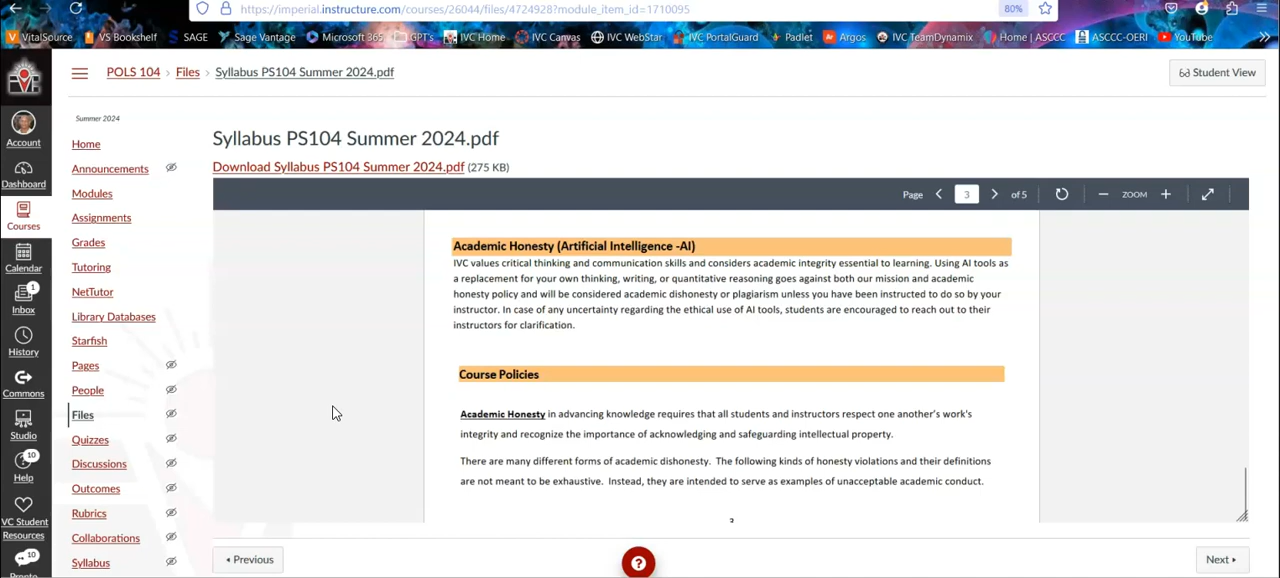 https://imperial.instructure.com/courses/26044/files/4724928?module_item_id=1710095
80%
VitalSource
VS Bookshelf
SAGE
Sage Vantage
Microsoft 365
GPT's
IVC Home
IVC Canvas
IVC WebStar
IVC PortalGuard
Padlet
Argos
IVC TeamDynamix
Home | ASCCC
ASCCC-OERI
YouTube
POLS 104 › Files › Syllabus PS104 Summer 2024.pdf
Student View
Account
Dashboard
Courses
Calendar
1
Inbox
History
Commons
Studio
10
Help
VC Student
Resources
10
Summer 2024
Home
Announcements
Modules
Assignments
Grades
Tutoring
NetTutor
Library Databases
Starfish
Pages
People
Files
Quizzes
Discussions
Outcomes
Rubrics
Collaborations
Syllabus
Syllabus PS104 Summer 2024.pdf
Download Syllabus PS104 Summer 2024.pdf (275 KB)
Page 3 of 5 ZOOM
Academic Honesty (Artificial Intelligence -AI)
IVC values critical thinking and communication skills and considers academic integrity essential to learning. Using AI tools as
a replacement for your own thinking, writing, or quantitative reasoning goes against both our mission and academic
honesty policy and will be considered academic dishonesty or plagiarism unless you have been instructed to do so by your
instructor. In case of any uncertainty regarding the ethical use of AI tools, students are encouraged to reach out to their
instructors for clarification.
Course Policies
Academic Honesty in advancing knowledge requires that all students and instructors respect one another's work's
integrity and recognize the importance of acknowledging and safeguarding intellectual property.
There are many different forms of academic dishonesty. The following kinds of honesty violations and their definitions
are not meant to be exhaustive. Instead, they are intended to serve as examples of unacceptable academic conduct.
Previous
?
Next